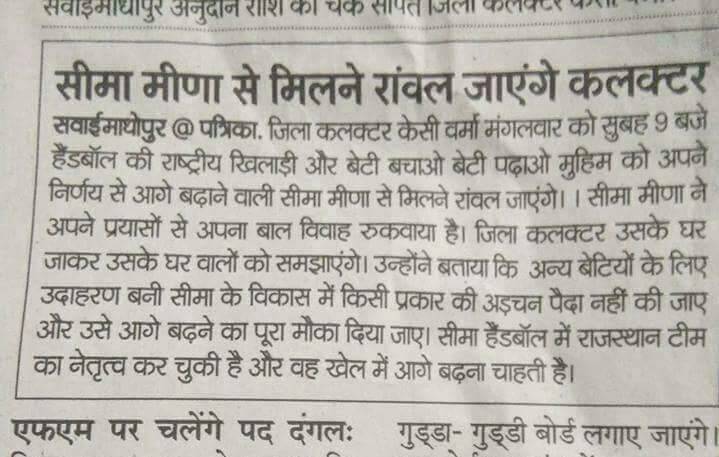 सवाईमाधोपुर अनुदान राशि का चेक सौंपते जिला कलक्टर
सीमा मीणा से मिलने रांवल जाएंगे कलक्टर
सवाईमाधोपुर @ पत्रिका. जिला कलक्टर केसी वर्मा मंगलवार को सुबह 9 बजे
हैंडबॉल की राष्ट्रीय खिलाड़ी और बेटी बचाओ बेटी पढ़ाओ मुहिम को अपने
निर्णय से आगे बढ़ाने वाली सीमा मीणा से मिलने रांवल जाएंगे। । सीमा मीणा ने
अपने प्रयासों से अपना बाल विवाह रुकवाया है। जिला कलक्टर उसके घर
जाकर उसके घर वालों को समझाएंगे। उन्होंने बताया कि अन्य बेटियों के लिए
उदाहरण बनी सीमा के विकास में किसी प्रकार की अड़चन पैदा नहीं की जाए
और उसे आगे बढ़ने का पूरा मौका दिया जाए। सीमा हैंडबॉल में राजस्थान टीम
का नेतृत्व कर चुकी है और वह खेल में आगे बढ़ना चाहती है।
एफएम पर चलेंगे पद दंगल: गुड्डा- गुड्डी बोर्ड लगाए जाएंगे।